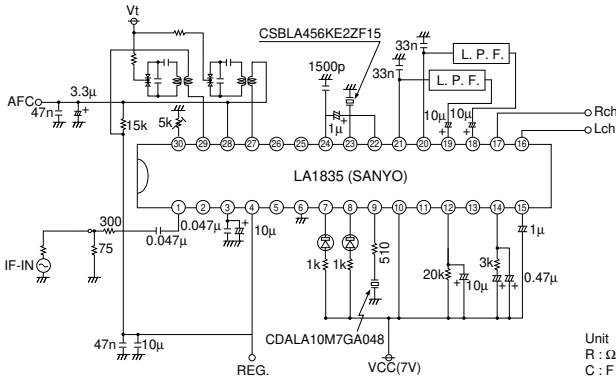 Vt
CSBLA456KE2ZF15
33n
L. P. F.
1500p
33n
L. P. F.
AFC
3.3μ
47n
15k
5k
1μ
10μ
10μ
Rch
Lch
30 29 28 27 26 25 24 23 22 21 20 19 18 17 16
LA1835 (SANYO)
1 2 3 4 5 6 7 8 9 10 11 12 13 14 15
300
0.047μ
0.047μ
10μ
1μ
75
IF-IN
1k
1k
510
20k
10μ
3k
0.47μ
47n
10μ
REG.
CDALA10M7GA048
VCC(7V)
Unit
R : Ω
C : F